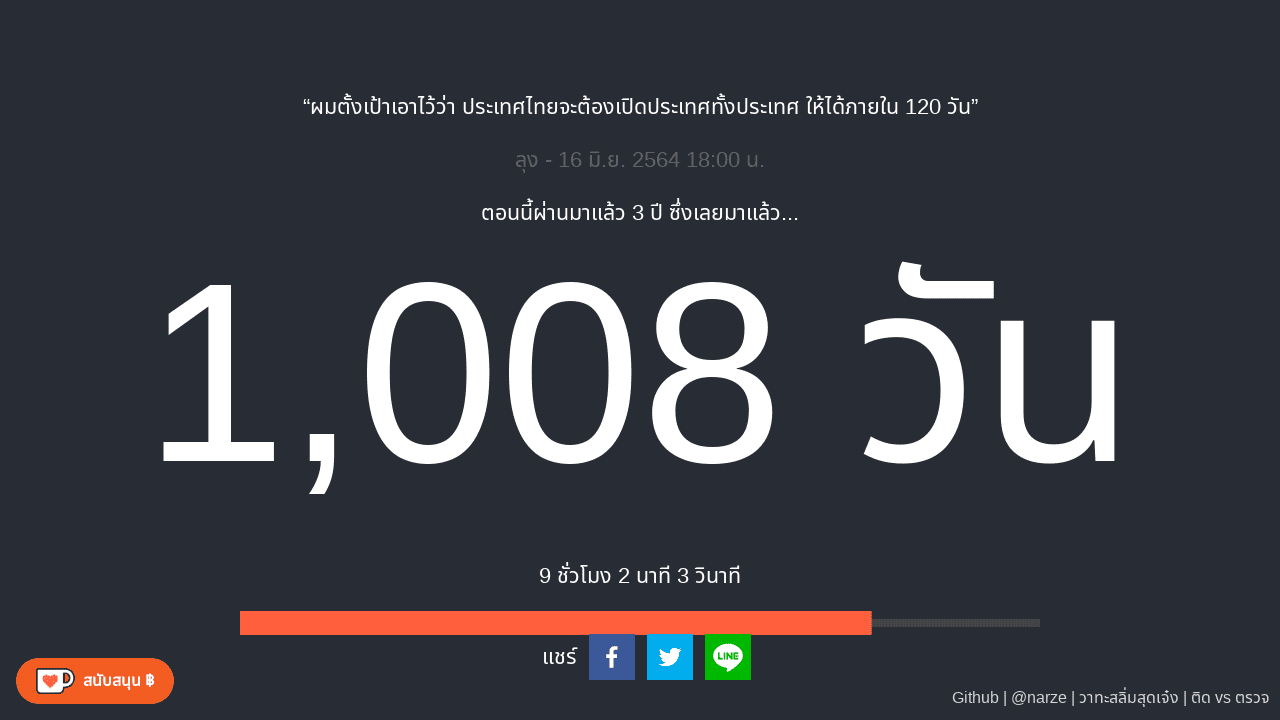 “ผมตั้งเป้าเอาไว้ว่า ประเทศไทยจะต้องเปิดประเทศทั้งประเทศ ให้ได้ภายใน 120 วัน”
ลุง - 16 มิ.ย. 2564 18:00 น.
ตอนนี้ผ่านมาแล้ว 3 ปี ซึ่งเลยมาแล้ว...
1,008 วัน
9 ชั่วโมง 2 นาที 3 วินาที
แชร์
LINE
สนับสนุน ฿
Github | @narze | วาทะสลิ่มสุดเจ๋ง | ติด vs ตรวจ